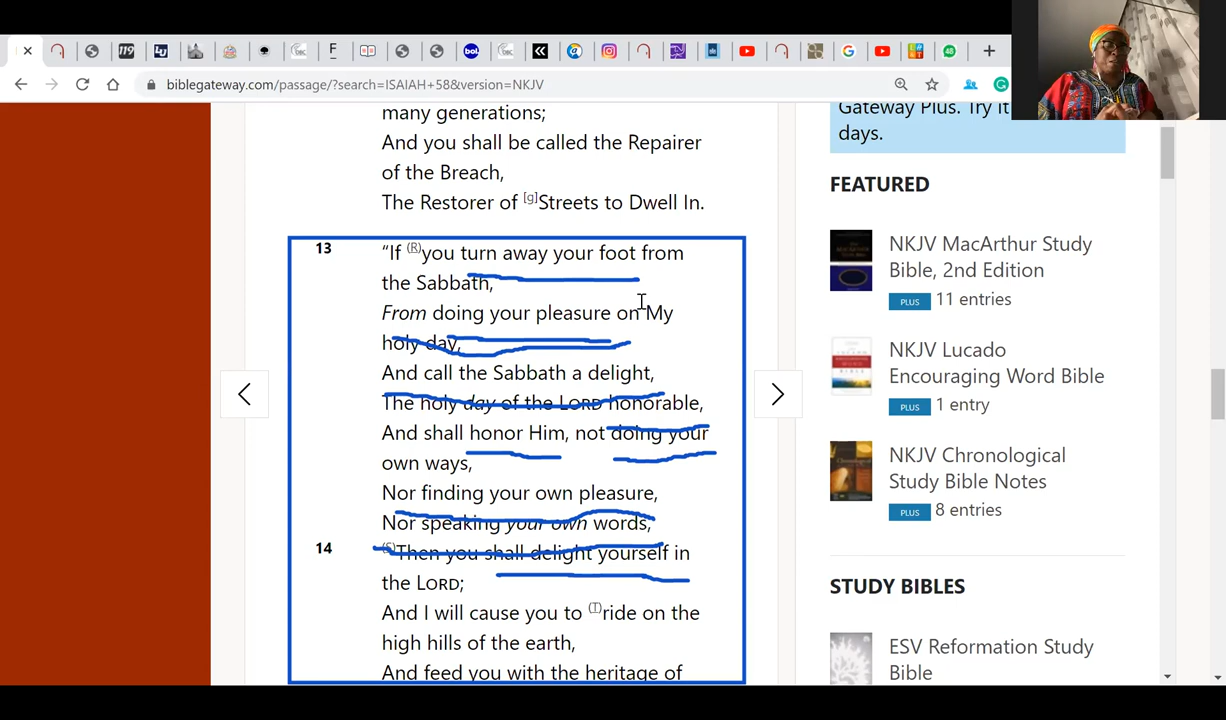 119
LU
F
bol.
biblegateway.com/passage/?search=ISAIAH+58&version=NKJV
many generations;
And you shall be called the Repairer
of the Breach,
The Restorer of [g]Streets to Dwell In.
13 “If (R)you turn away your foot from
the Sabbath,
From doing your pleasure on My
holy day,
And call the Sabbath a delight,
The holy day of the LORD honorable,
And shall honor Him, not doing your
own ways,
Nor finding your own pleasure,
Nor speaking your own words,
14 (S)Then you shall delight yourself in
the LORD;
And I will cause you to (T)ride on the
high hills of the earth,
And feed you with the heritage of
Gateway Plus. Try it
days.
FEATURED
NKJV MacArthur Study
Bible, 2nd Edition
PLUS 11 entries
NKJV Lucado
Encouraging Word Bible
PLUS 1 entry
NKJV Chronological
Study Bible Notes
PLUS 8 entries
STUDY BIBLES
ESV Reformation Study
Bible